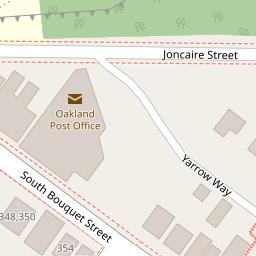 Joncaire Street
Oakland
Post Office
Yarrow Way
South Bouquet Street
348,350
354